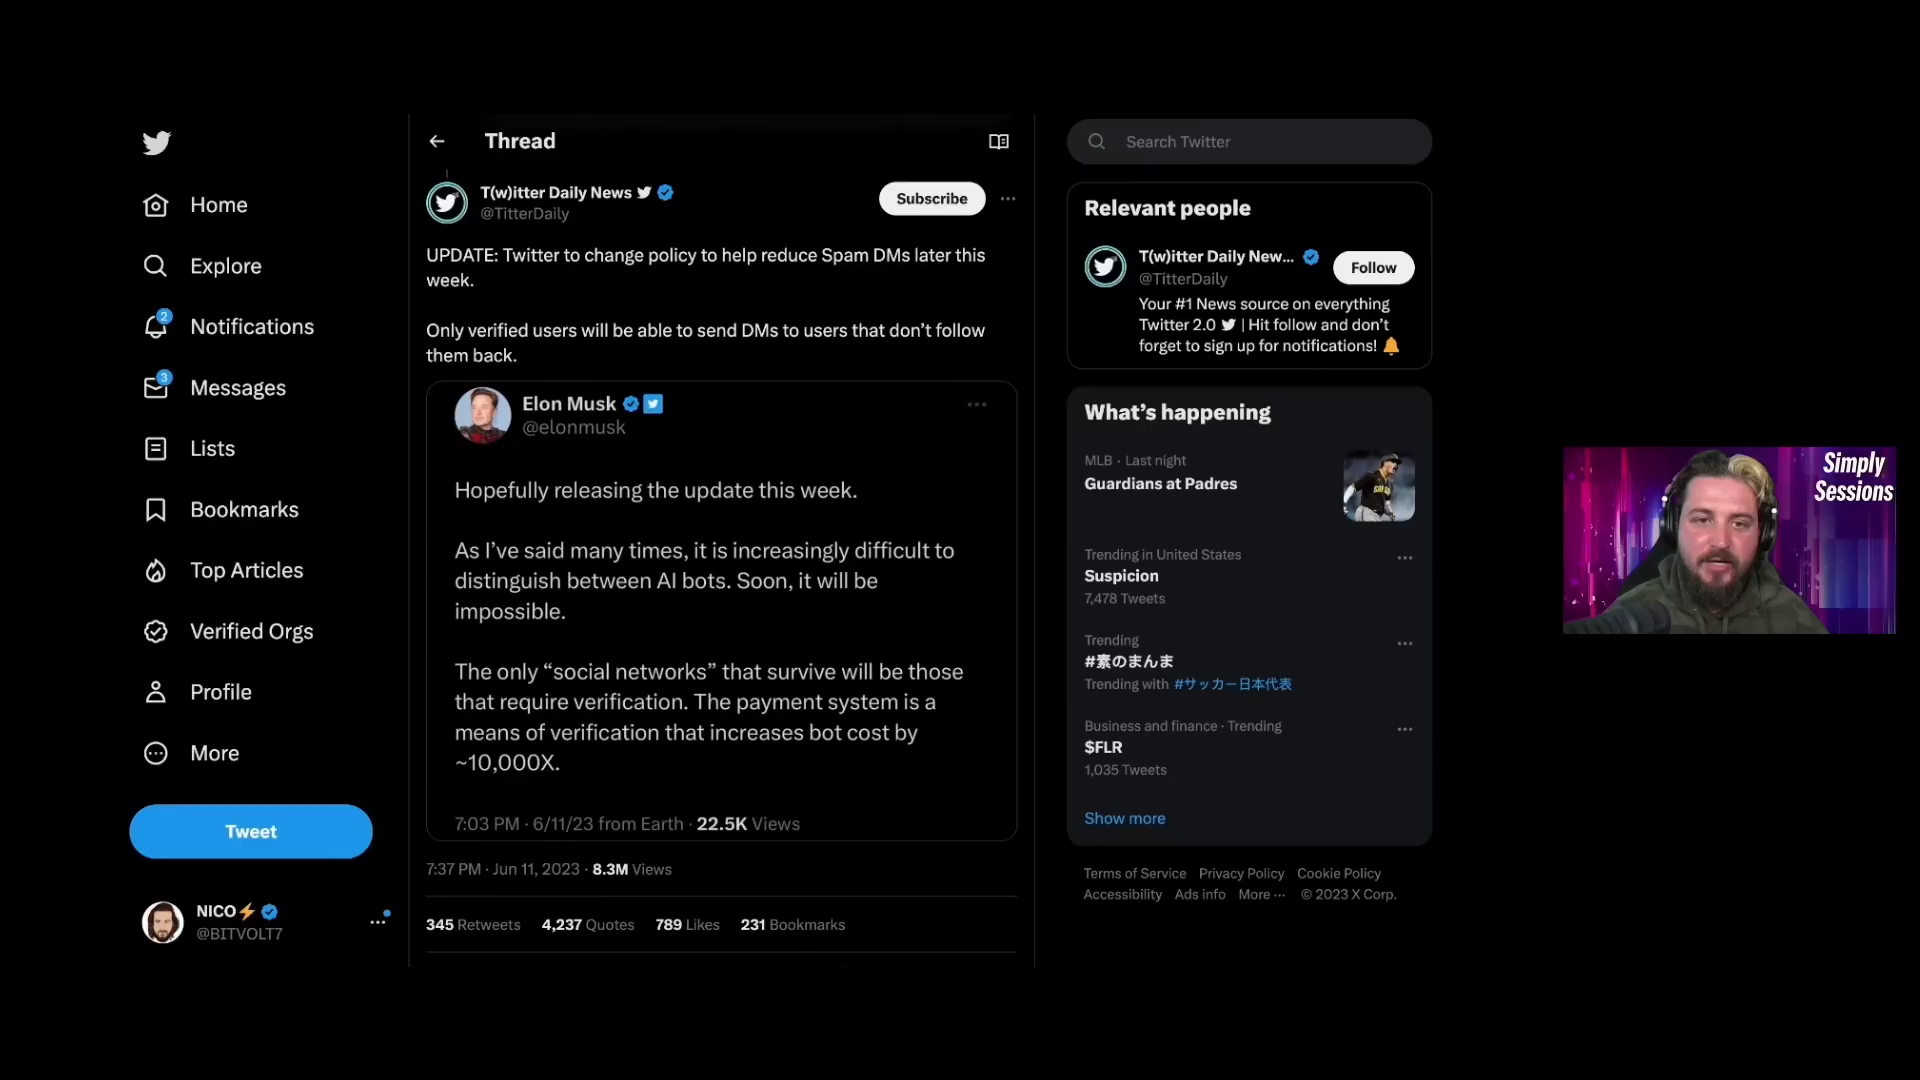 Home
Explore
2
Notifications
3
Messages
Lists
Bookmarks
Top Articles
Verified Orgs
Profile
More
Tweet
NICO⚡
@BITVOLT7
Thread
T(w)itter Daily News
@TitterDaily
Subscribe
UPDATE: Twitter to change policy to help reduce Spam DMs later this
week.
Only verified users will be able to send DMs to users that don’t follow
them back.
Elon Musk
@elonmusk
Hopefully releasing the update this week.
As I’ve said many times, it is increasingly difficult to
distinguish between AI bots. Soon, it will be
impossible.
The only “social networks” that survive will be those
that require verification. The payment system is a
means of verification that increases bot cost by
~10,000X.
7:03 PM · 6/11/23 from Earth · 22.5K Views
7:37 PM · Jun 11, 2023 · 8.3M Views
345 Retweets 4,237 Quotes 789 Likes 231 Bookmarks
Search Twitter
Relevant people
T(w)itter Daily New...
@TitterDaily
Follow
Your #1 News source on everything
Twitter 2.0 | Hit follow and don’t
forget to sign up for notifications! 🔔
What’s happening
MLB · Last night
Guardians at Padres
Trending in United States
Suspicion
7,478 Tweets
Trending
#素のまんま
Trending with #サッカー日本代表
Business and finance · Trending
$FLR
1,035 Tweets
Show more
Terms of Service Privacy Policy Cookie Policy
Accessibility Ads info More ··· © 2023 X Corp.
Simply
Sessions